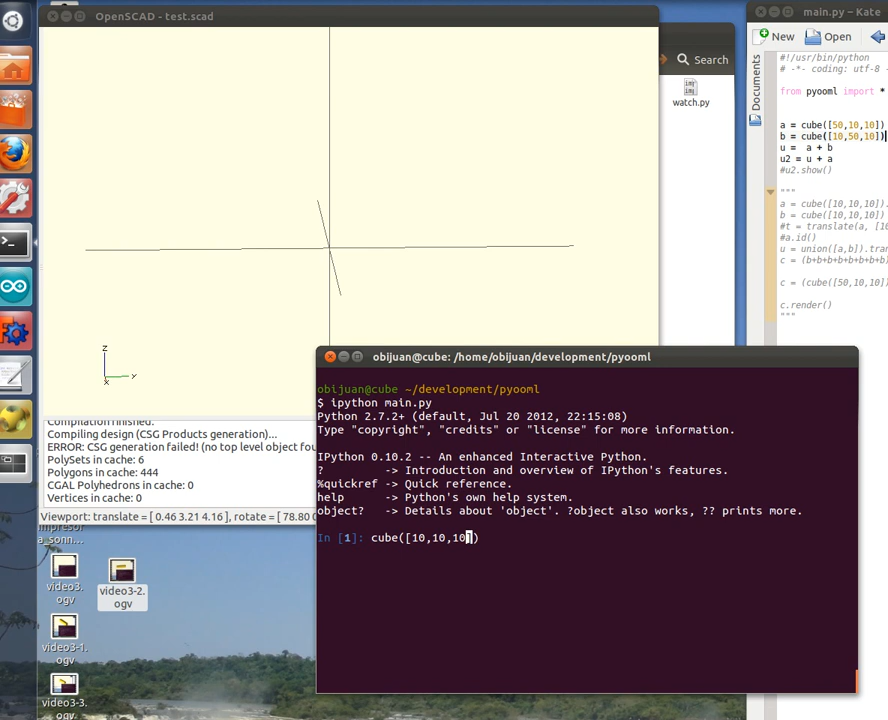 OpenSCAD - test.scad
Z
Y
X
Compilation finished.
Compiling design (CSG Products generation)...
ERROR: CSG generation failed! (no top level object fou
PolySets in cache: 6
Polygons in cache: 444
CGAL Polyhedrons in cache: 0
Vertices in cache: 0
Viewport: translate = [ 0.46 3.21 4.16 ], rotate = [ 78.80 0
Search
watch.py
main.py – Kate
New
Open
Documents
#!/usr/bin/python
# -*- coding: utf-8 -
from pyooml import *
a = cube([50,10,10])
b = cube([10,50,10])
u =  a + b
u2 = u + a
#u2.show()
"""
a = cube([10,10,10]).
b = cube([10,10,10])
#t = translate(a, [10
#a.id()
u = union([a,b]).tran
c = (b+b+b+b+b+b+b)
c = (cube([50,10,10]
c.render()
"""
obijuan@cube: /home/obijuan/development/pyooml
obijuan@cube ~/development/pyooml
$ ipython main.py
Python 2.7.2+ (default, Jul 20 2012, 22:15:08)
Type "copyright", "credits" or "license" for more information.
IPython 0.10.2 -- An enhanced Interactive Python.
?         -> Introduction and overview of IPython's features.
%quickref -> Quick reference.
help      -> Python's own help system.
object?   -> Details about 'object'. ?object also works, ?? prints more.
In [1]: cube([10,10,10])
impresor
a_sonn
video3.
ogv
video3-2.
ogv
video3-1.
ogv
video3-3.
ogv